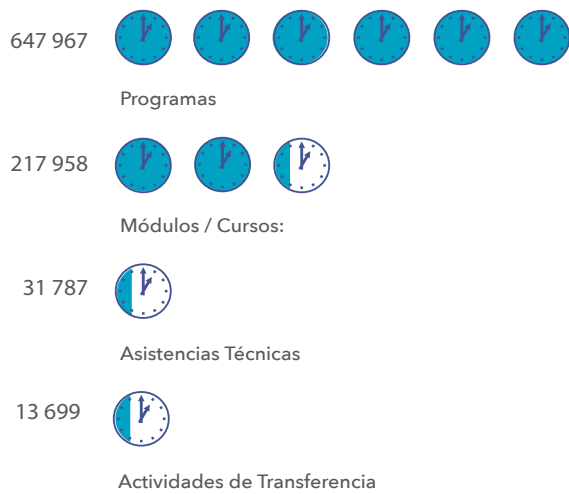 647 967
Programas
217 958
Módulos / Cursos:
31 787
Asistencias Técnicas
13 699
Actividades de Transferencia